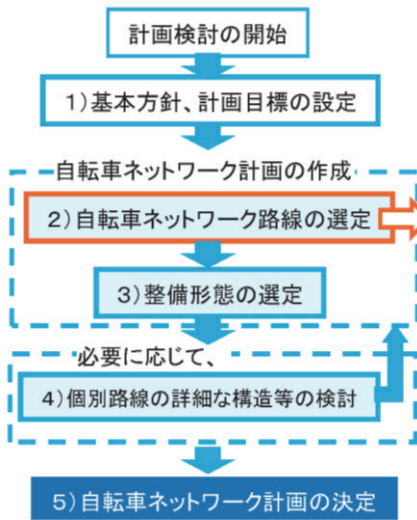 計画検討の開始
1)基本方針、計画目標の設定
自転車ネットワーク計画の作成
2)自転車ネットワーク路線の選定
3)整備形態の選定
必要に応じて、
4)個別路線の詳細な構造等の検討
5)自転車ネットワーク計画の決定